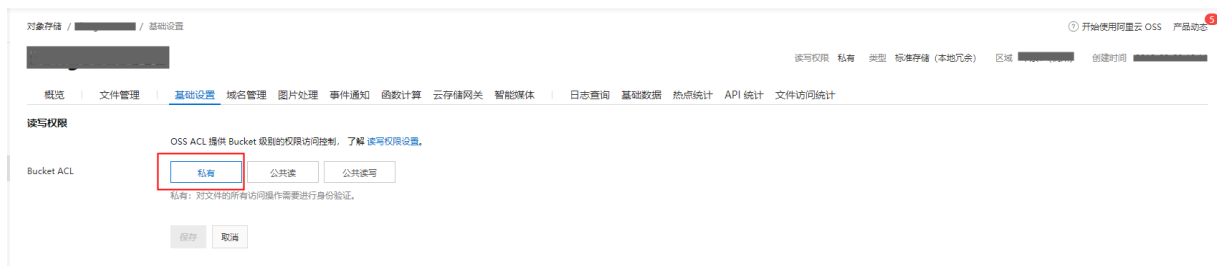 对象存储 / / 基础设置
开始使用阿里云 OSS 产品动态 5
读写权限 私有 类型 标准存储（本地冗余） 区域 创建时间
概览 文件管理 基础设置 域名管理 图片处理 事件通知 函数计算 云存储网关 智能媒体 日志查询 基础数据 热点统计 API 统计 文件访问统计
读写权限
OSS ACL 提供 Bucket 级别的权限访问控制，了解 读写权限设置。
Bucket ACL 私有 公共读 公共读写
私有：对文件的所有访问操作需要进行身份验证。
保存 取消